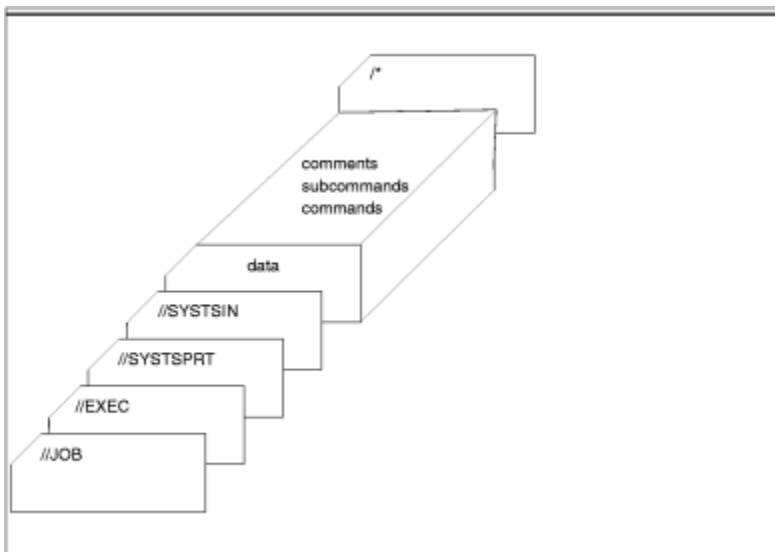 /*
comments
subcommands
commands
data
//SYSTSIN
//SYSTSPRT
//EXEC
//JOB